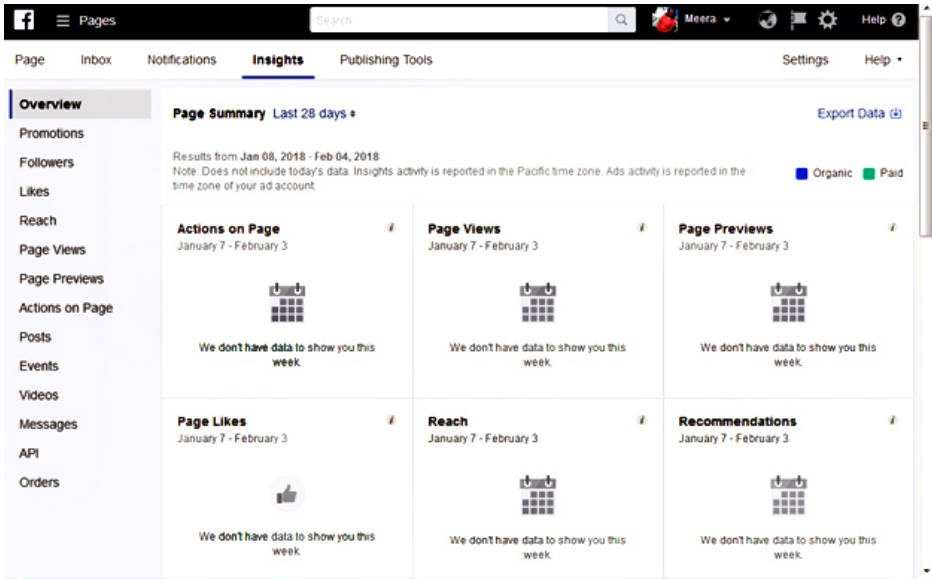 f Pages Search Meera Help
Page Inbox Notifications Insights Publishing Tools Settings Help
Overview
Promotions
Followers
Likes
Reach
Page Views
Page Previews
Actions on Page
Posts
Events
Videos
Messages
API
Orders
Page Summary Last 28 days Export Data
Results from Jan 08, 2018 - Feb 04, 2018
Note: Does not include today's data. Insights activity is reported in the Pacific time zone. Ads activity is reported in the
time zone of your ad account.
Organic Paid
Actions on Page
January 7 - February 3
We don't have data to show you this
week.
Page Views
January 7 - February 3
We don't have data to show you this
week.
Page Previews
January 7 - February 3
We don't have data to show you this
week.
Page Likes
January 7 - February 3
We don't have data to show you this
week.
Reach
January 7 - February 3
We don't have data to show you this
week.
Recommendations
January 7 - February 3
We don't have data to show you this
week.